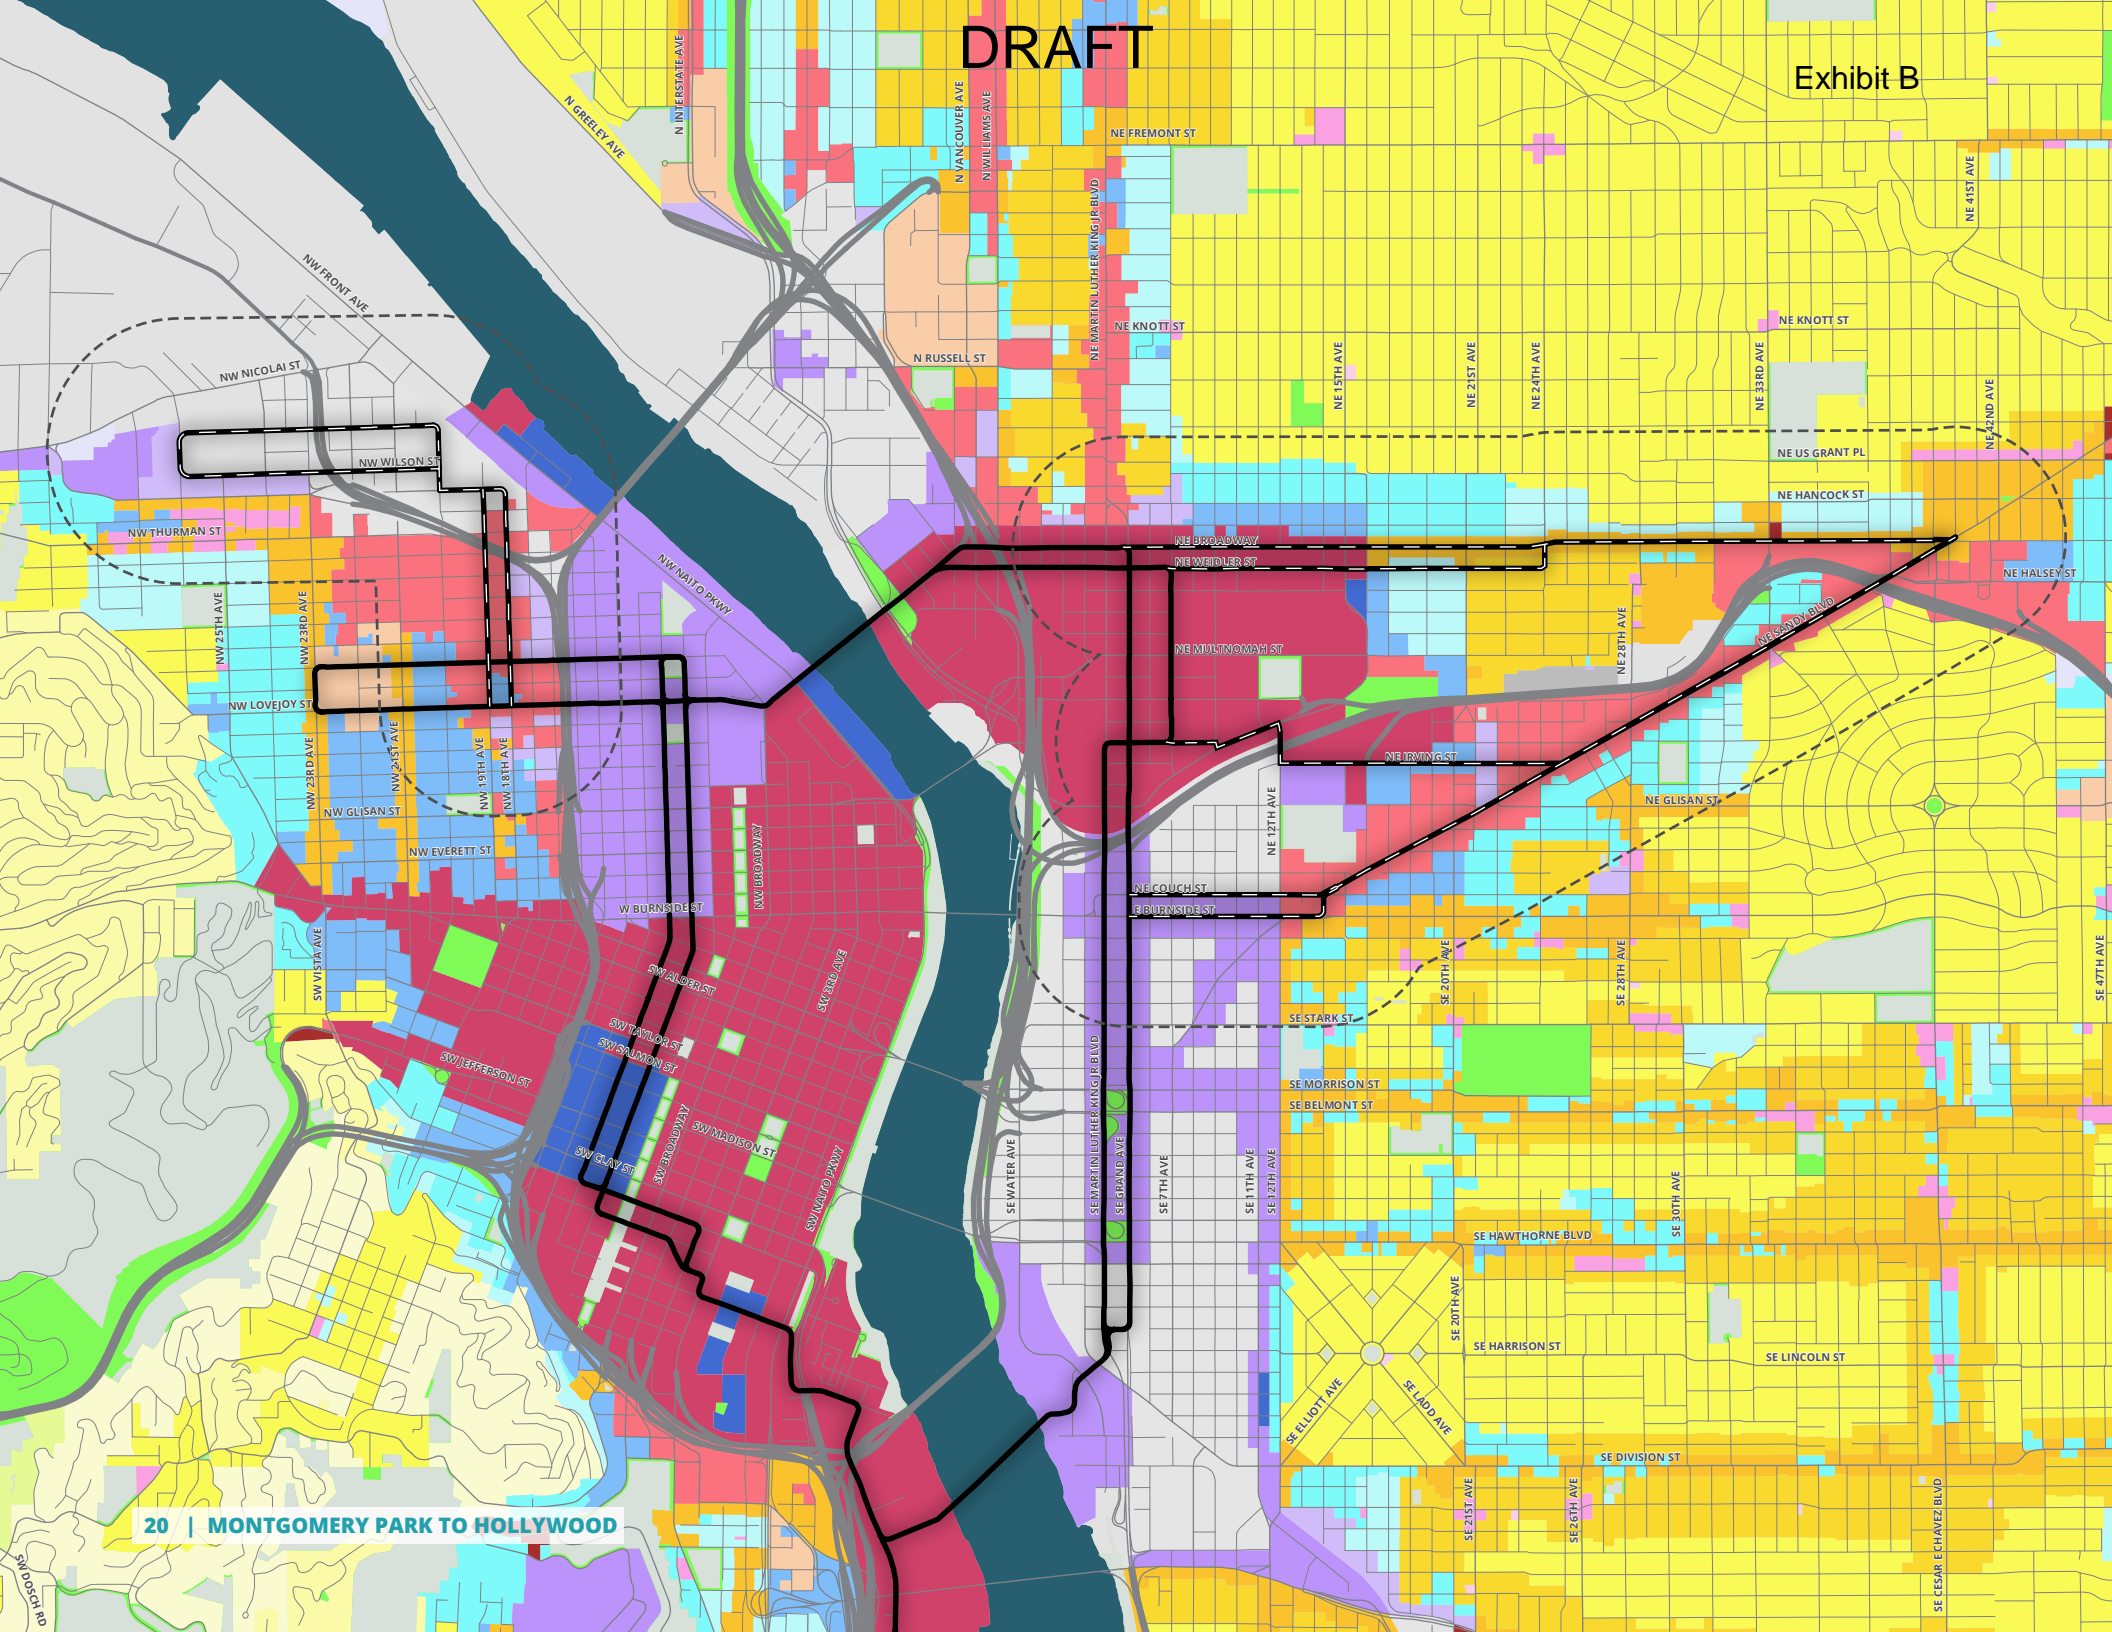 DRAFT
Exhibit B
N INTERSTATE AVE
N GREELEY AVE
N VANCOUVER AVE
N WILLIAMS AVE
NE FREMONT ST
NE 41ST AVE
NE MARTIN LUTHER KING JR BLVD
NW FRONT AVE
NE KNOTT ST
NE KNOTT ST
N RUSSELL ST
NW NICOLAI ST
NE 15TH AVE
NE 21ST AVE
NE 24TH AVE
NE 33RD AVE
NE 42ND AVE
NE US GRANT PL
NW WILSON ST
NE HANCOCK ST
NW THURMAN ST
NE BROADWAY
NE WEIDLER ST
NE HALSEY ST
NW NAITO PKWY
NW 25TH AVE
NW 23RD AVE
NE 28TH AVE
NE SANDY BLVD
NE MULTNOMAH ST
NW LOVEJOY ST
NW 23RD AVE
NW 21ST AVE
NW 19TH AVE
NW 18TH AVE
NE IRVING ST
NE GLISAN ST
NE 12TH AVE
NW GLISAN ST
NW EVERETT ST
NW BROADWAY
NE COUCH ST
E BURNSIDE ST
W BURNSIDE ST
SW VISTA AVE
SW ALDER ST
SW 3RD AVE
SE 20TH AVE
SE 28TH AVE
SE 47TH AVE
SE STARK ST
SW TAYLOR ST
SW SALMON ST
SW JEFFERSON ST
SE MORRISON ST
SE BELMONT ST
SW BROADWAY
SW MADISON ST
SW CLAY ST
SW NAITO PKWY
SE WATER AVE
SE MARTIN LUTHER KING JR BLVD
SE GRAND AVE
SE 7TH AVE
SE 11TH AVE
SE 12TH AVE
SE 30TH AVE
SE HAWTHORNE BLVD
SE 20TH AVE
SE HARRISON ST
SE LINCOLN ST
SE ELLIOTT AVE
SE LADD AVE
SE DIVISION ST
SE 21ST AVE
SE 26TH AVE
SE CESAR E CHAVEZ BLVD
20 | MONTGOMERY PARK TO HOLLYWOOD
SW DOSCH RD